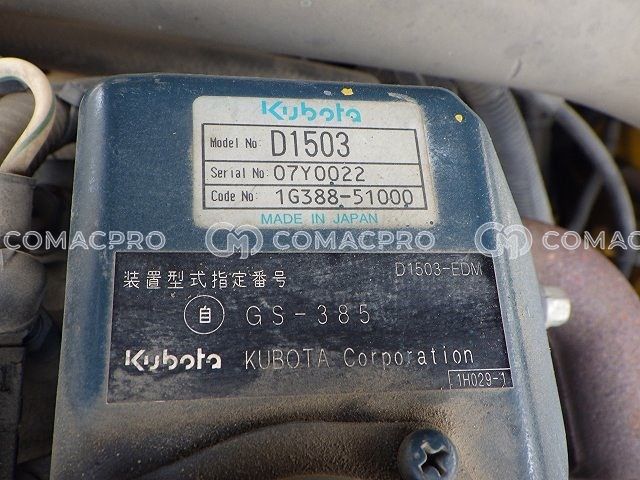 Kubota
Model No. D1503
Serial No. 07Y0022
Code No. 1G388-51000
MADE IN JAPAN
COMACPRO COMACPRO COMACPRO
装置型式指定番号 D1503-EDM
自 GS-385
Kubota KUBOTA Corporation
1H029-1